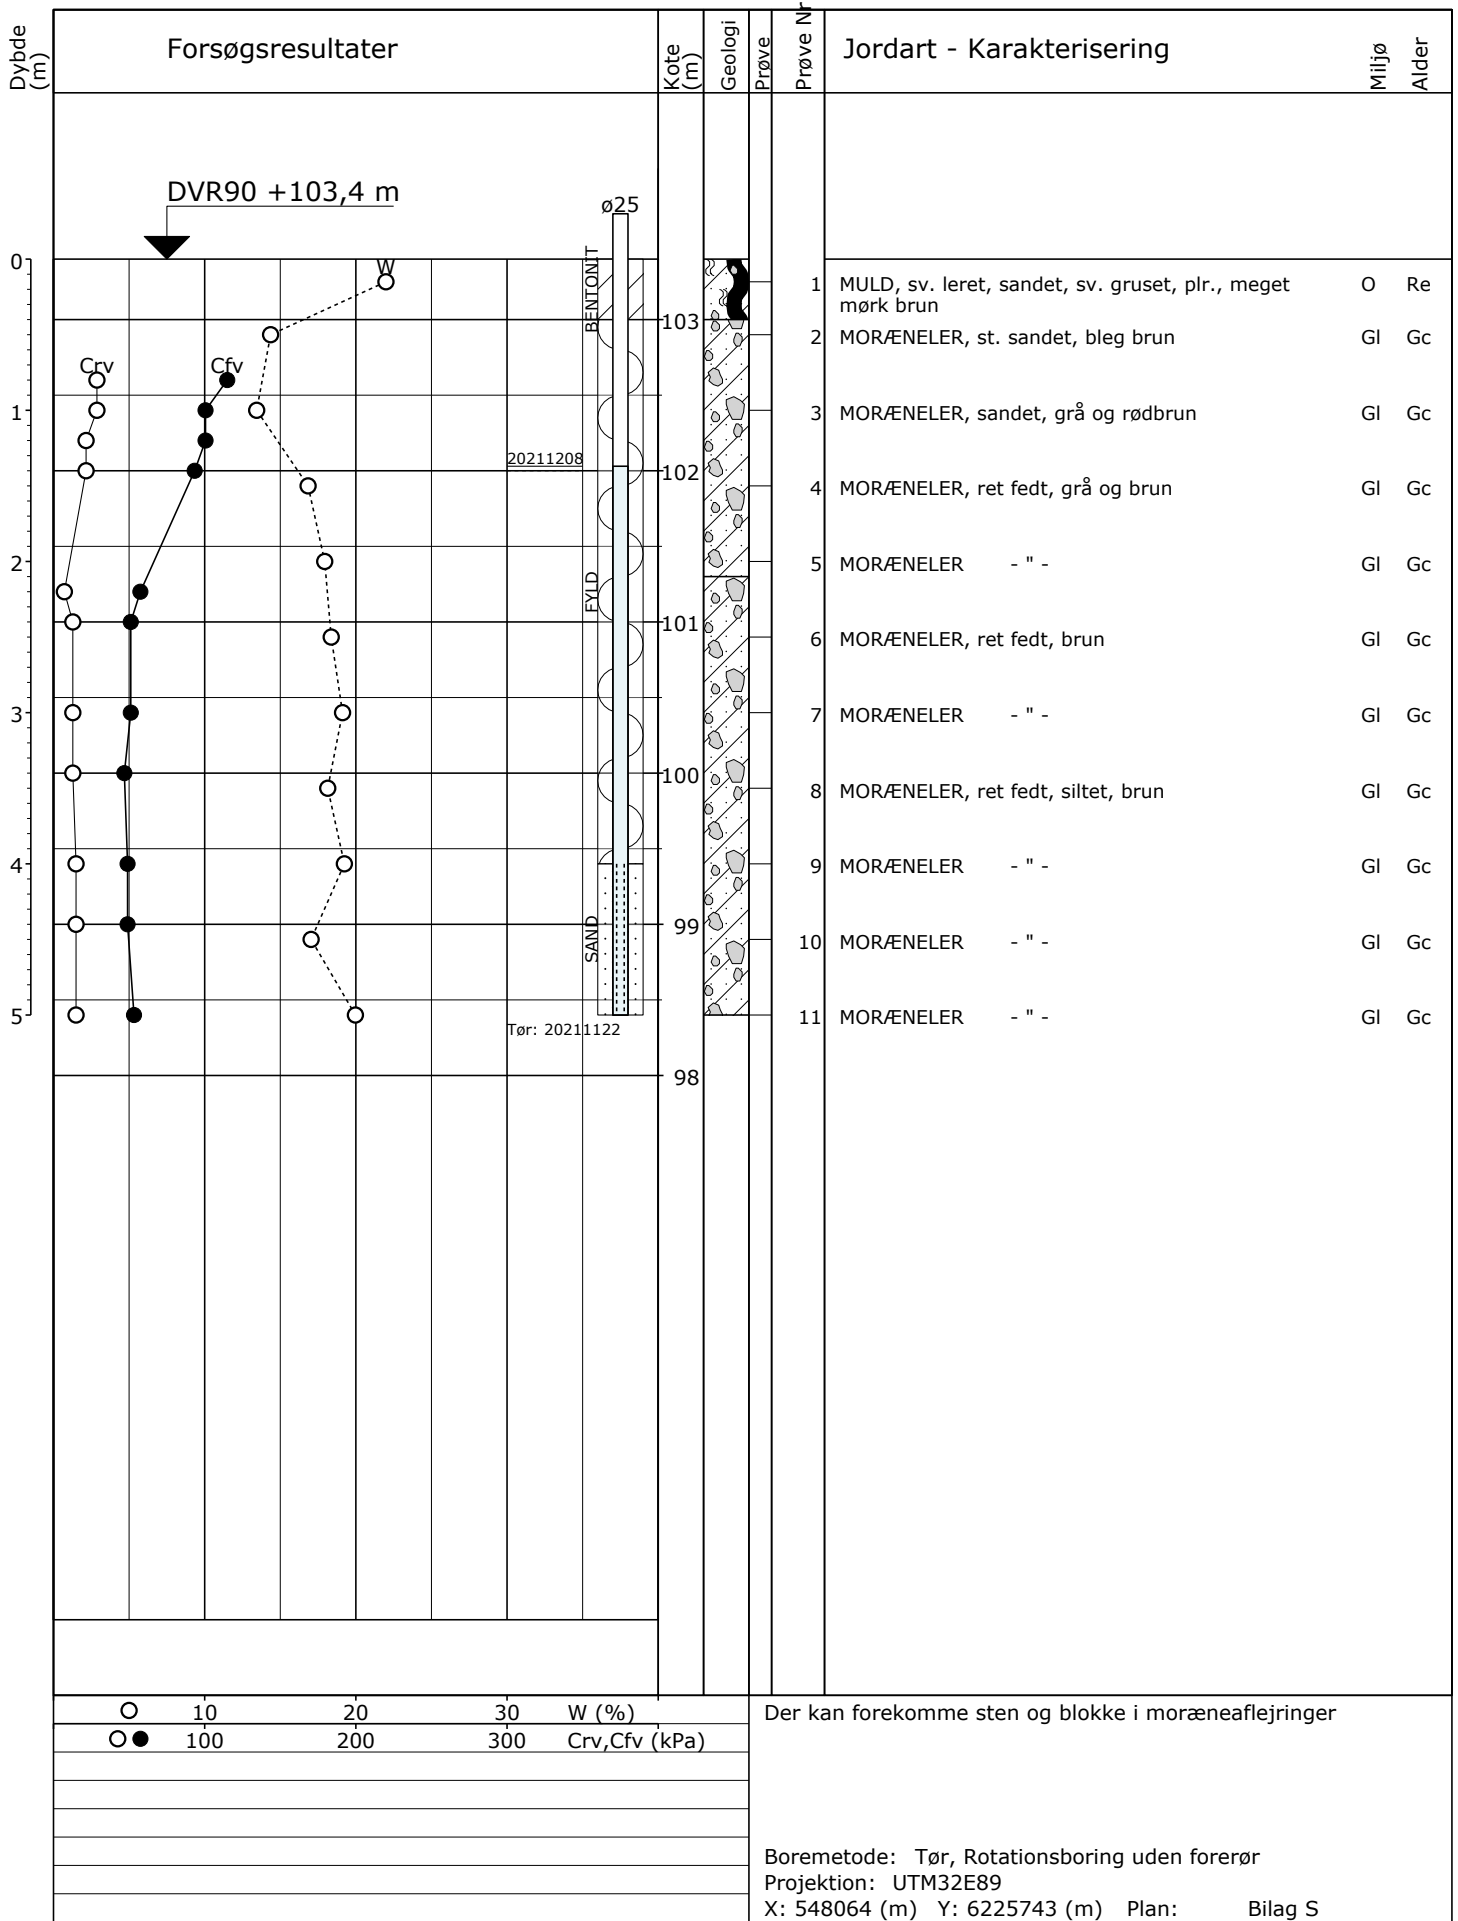 Dybde (m)
Forsøgsresultater
Kote (m)
Geologi
Prøve
Prøve Nr
Jordart - Karakterisering
Miljø
Alder
DVR90 +103,4 m
ø25
0
W
BENTONIT
1 MULD, sv. leret, sandet, sv. gruset, plr., meget O Re
mørk brun
103
2 MORÆNELER, st. sandet, bleg brun Gl Gc
Crv
Cfv
1
3 MORÆNELER, sandet, grå og rødbrun Gl Gc
20211208
102
4 MORÆNELER, ret fedt, grå og brun Gl Gc
2
5 MORÆNELER - " - Gl Gc
FYLD
101
6 MORÆNELER, ret fedt, brun Gl Gc
3
7 MORÆNELER - " - Gl Gc
100
8 MORÆNELER, ret fedt, siltet, brun Gl Gc
4
9 MORÆNELER - " - Gl Gc
SAND
99
10 MORÆNELER - " - Gl Gc
5
11 MORÆNELER - " - Gl Gc
Tør: 20211122
98
10 20 30 W (%)
100 200 300 Crv,Cfv (kPa)
Der kan forekomme sten og blokke i moræneaflejringer
Boremetode: Tør, Rotationsboring uden forerør
Projektion: UTM32E89
X: 548064 (m) Y: 6225743 (m) Plan: Bilag S